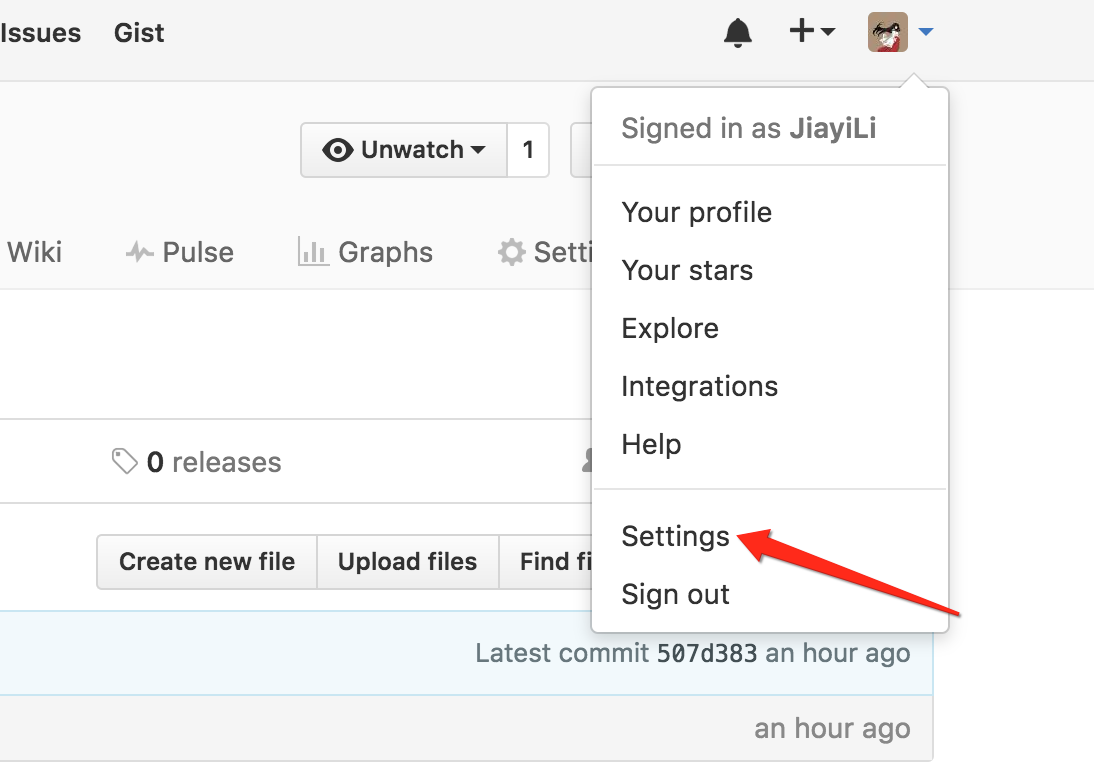 Issues Gist
Signed in as JiayiLi
Unwatch 1
Your profile
Wiki Pulse Graphs
Your stars
Explore
Integrations
Help
0 releases
Settings
Create new file Upload files Find
Sign out
Latest commit 507d383 an hour ago
an hour ago